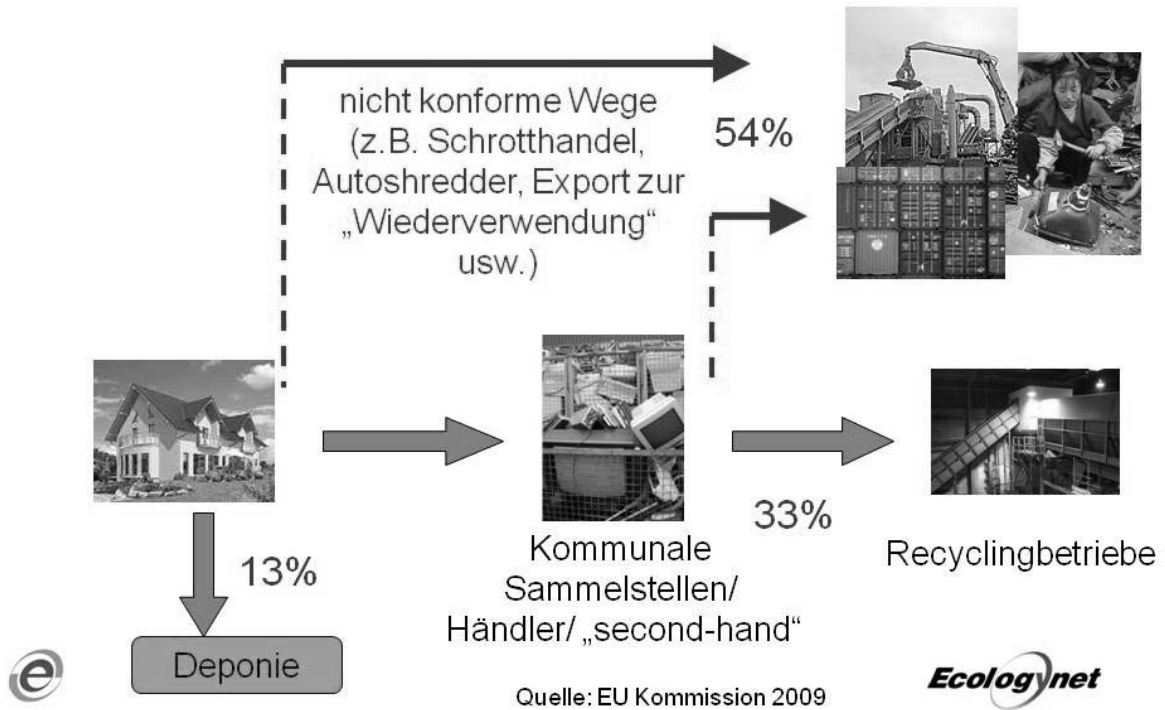 nicht konforme Wege
(z.B. Schrotthandel,
Autoshredder, Export zur
„Wiederverwendung“
usw.)
54%
33%
13%
Kommunale
Sammelstellen/
Händler/ „second-hand“
Recyclingbetriebe
Deponie
e
Quelle: EU Kommission 2009
Ecologynet